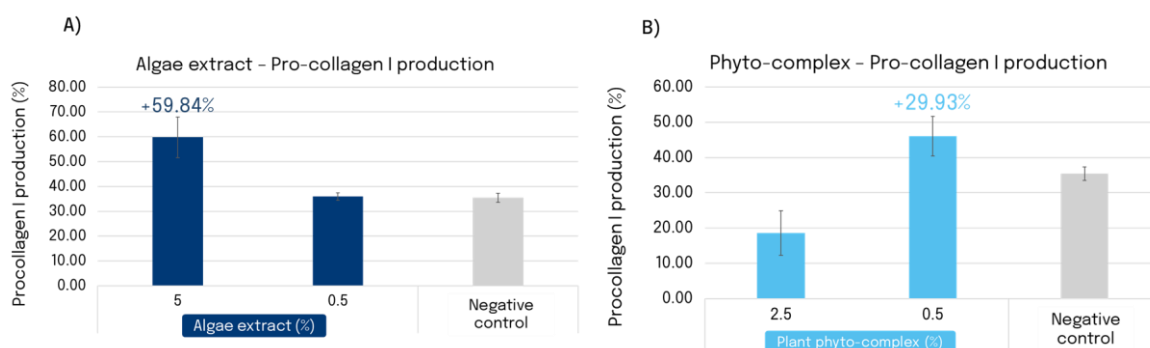 A)
Algae extract – Pro-collagen I production
Procollagen I production (%)
80.00
70.00
60.00
50.00
40.00
30.00
20.00
10.00
0.00
+59.84%
5
0.5
Negative
control
Algae extract (%)
B)
Phyto-complex – Pro-collagen I production
Procollagen I production (%)
60.00
50.00
40.00
30.00
20.00
10.00
0.00
+29.93%
2.5
0.5
Negative
control
Plant phyto-complex (%)